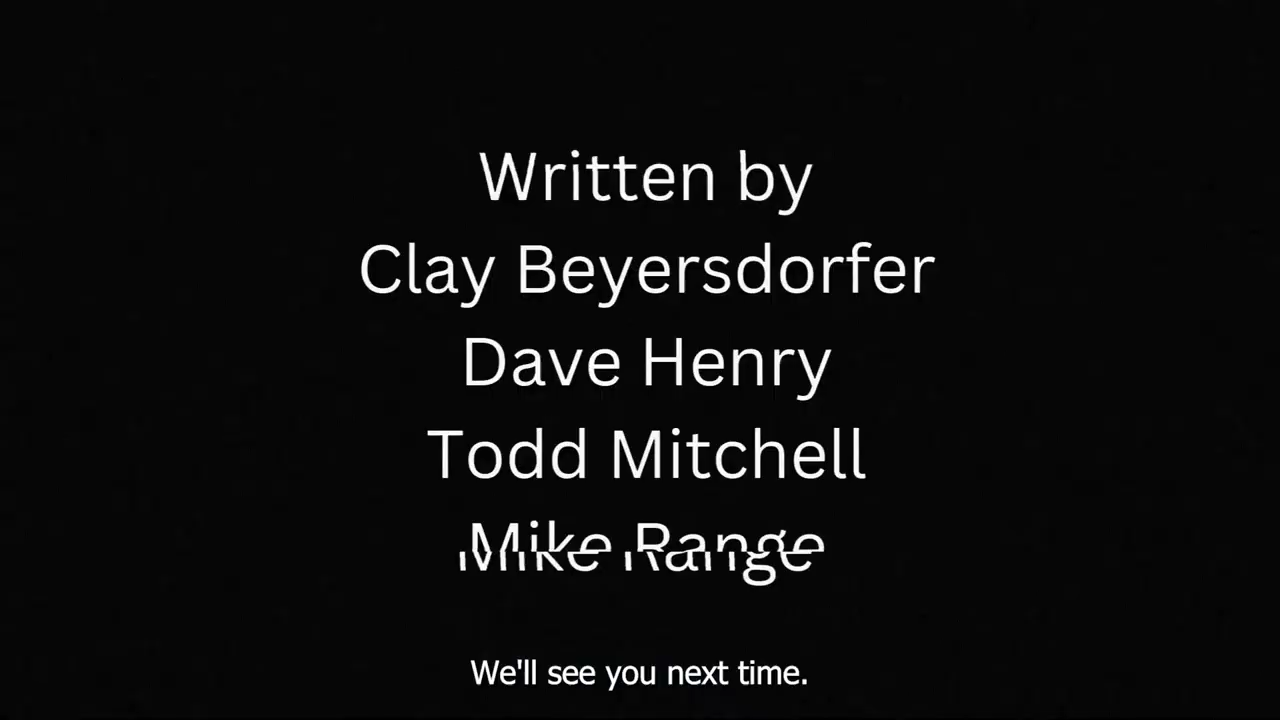 Written by
Clay Beyersdorfer
Dave Henry
Todd Mitchell
Mike Range
We'll see you next time.